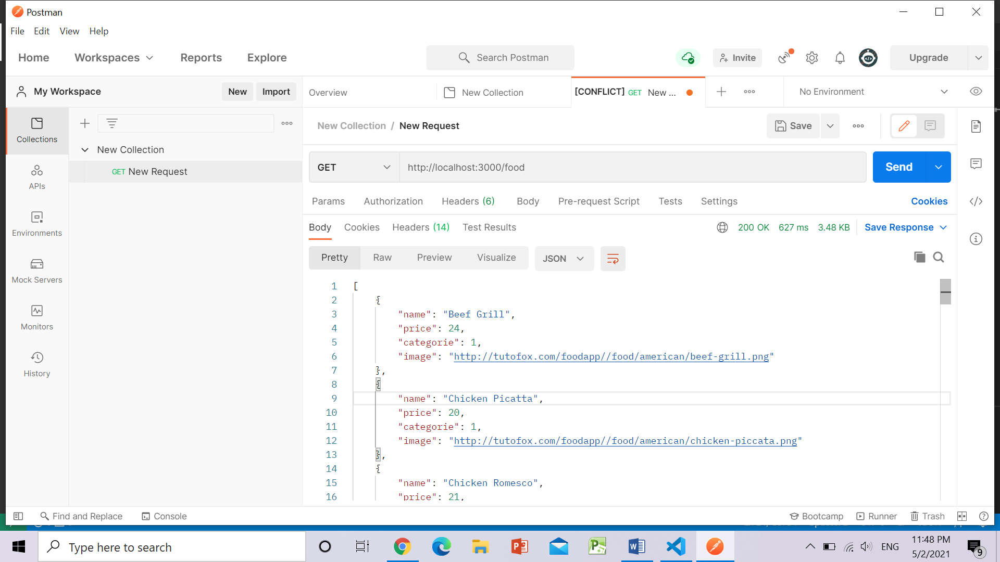 Postman
File Edit View Help
Home Workspaces Reports Explore Search Postman Invite Upgrade
My Workspace New Import Overview New Collection [CONFLICT] GET New ... No Environment
New Collection / New Request Save
Collections
New Collection
GET New Request
GET http://localhost:3000/food Send
APIs
Params Authorization Headers (6) Body Pre-request Script Tests Settings Cookies
Environments
Body Cookies Headers (14) Test Results 200 OK 627 ms 3.48 KB Save Response
Pretty Raw Preview Visualize JSON
Mock Servers
Monitors
History
1 [
2 {
3 "name": "Beef Grill",
4 "price": 24,
5 "categorie": 1,
6 "image": "http://tutofox.com/foodapp//food/american/beef-grill.png"
7 },
8 {
9 "name": "Chicken Picatta",
10 "price": 20,
11 "categorie": 1,
12 "image": "http://tutofox.com/foodapp//food/american/chicken-piccata.png"
13 },
14 {
15 "name": "Chicken Romesco",
16 "price": 21,
Find and Replace Console Bootcamp Runner Trash
Type here to search ENG 11:48 PM
5/2/2021 9